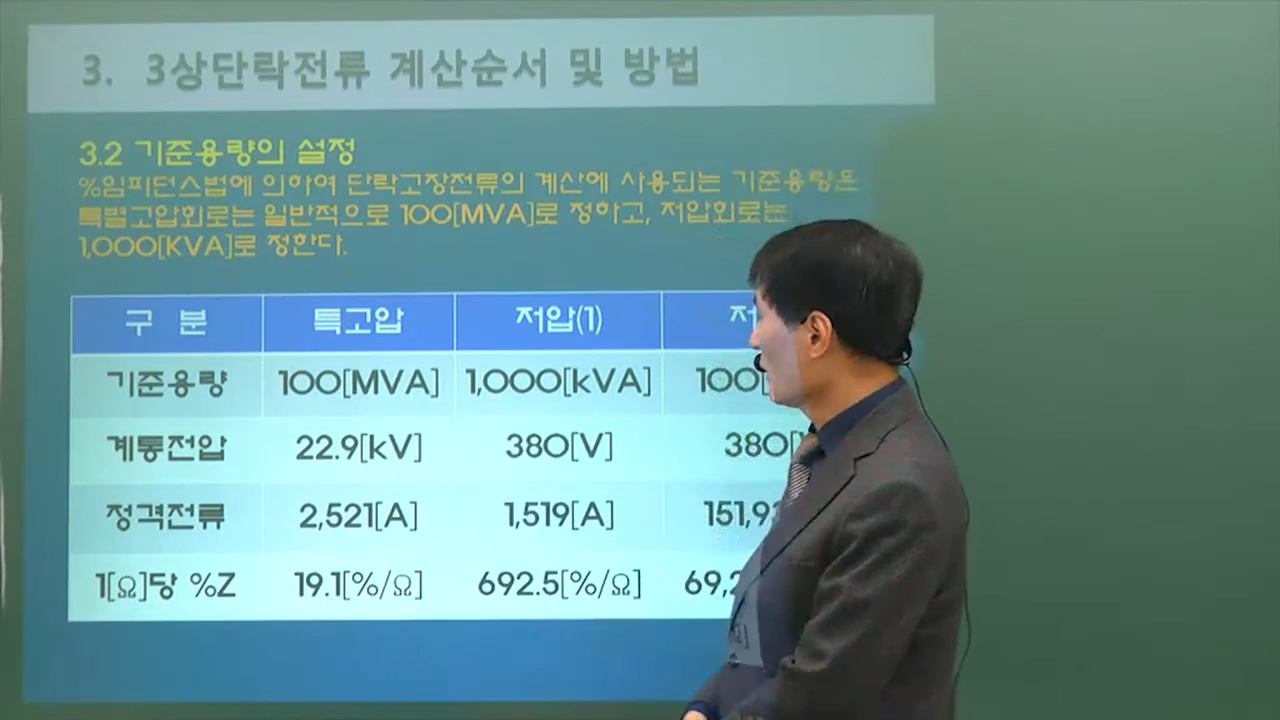 3. 3상단락전류 계산순서 및 방법
3.2 기준용량의 설정
%임피던스법에 의하여 단락고장전류의 계산에 사용되는 기준용량은
특별고압회로는 일반적으로 100[MVA]로 정하고, 저압회로는
1,000[KVA]로 정한다.
구 분 특고압 저압(1)
기준용량 100[MVA] 1,000[kVA] 100[
계통전압 22.9[kV] 380[V] 380[V
정격전류 2,521[A] 1,519[A]
1[Ω]당 %Z 19.1[%/Ω] 692.5[%/Ω]